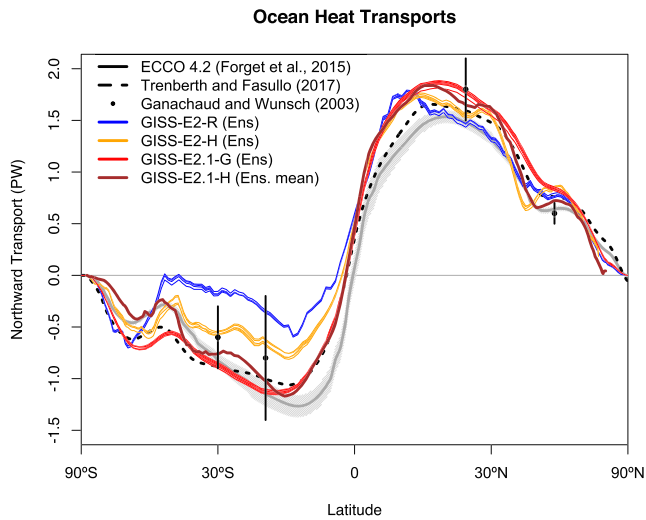 Ocean Heat Transports
ECCO 4.2 (Forget et al., 2015)
Trenberth and Fasullo (2017)
Ganachaud and Wunsch (2003)
GISS-E2-R (Ens)
GISS-E2-H (Ens)
GISS-E2.1-G (Ens)
GISS-E2.1-H (Ens. mean)
Northward Transport (PW)
2.0
1.5
1.0
0.5
0.0
-0.5
-1.0
-1.5
90ºS
30ºS
0
30ºN
90ºN
Latitude